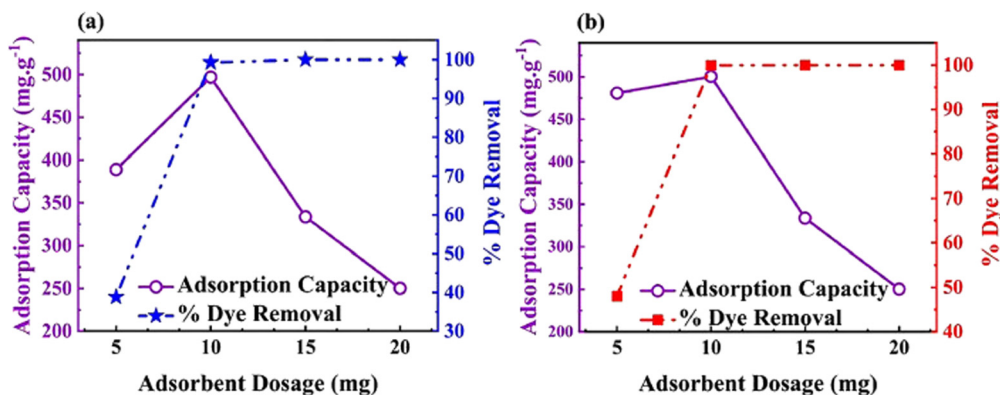 (a)
Adsorption Capacity (mg.g-1)
500
450
400
350
300
250
200
100
90
80
70
60
50
40
30
% Dye Removal
Adsorption Capacity
% Dye Removal
5 10 15 20
Adsorbent Dosage (mg)
(b)
Adsorption Capacity (mg.g-1)
500
450
400
350
300
250
200
100
90
80
70
60
50
40
% Dye Removal
Adsorption Capacity
% Dye Removal
5 10 15 20
Adsorbent Dosage (mg)